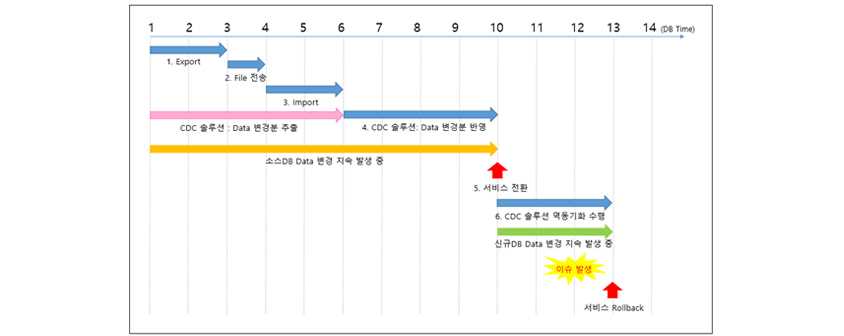 1 2 3 4 5 6 7 8 9 10 11 12 13 14 (DB Time)
1. Export
2. File 전송
3. Import
CDC 솔루션 : Data 변경분 추출
4. CDC 솔루션: Data 변경분 반영
소스DB Data 변경 지속 발생 중
5. 서비스 전환
6. CDC 솔루션 역동기화 수행
신규DB Data 변경 지속 발생 중
이슈 발생
서비스 Rollback